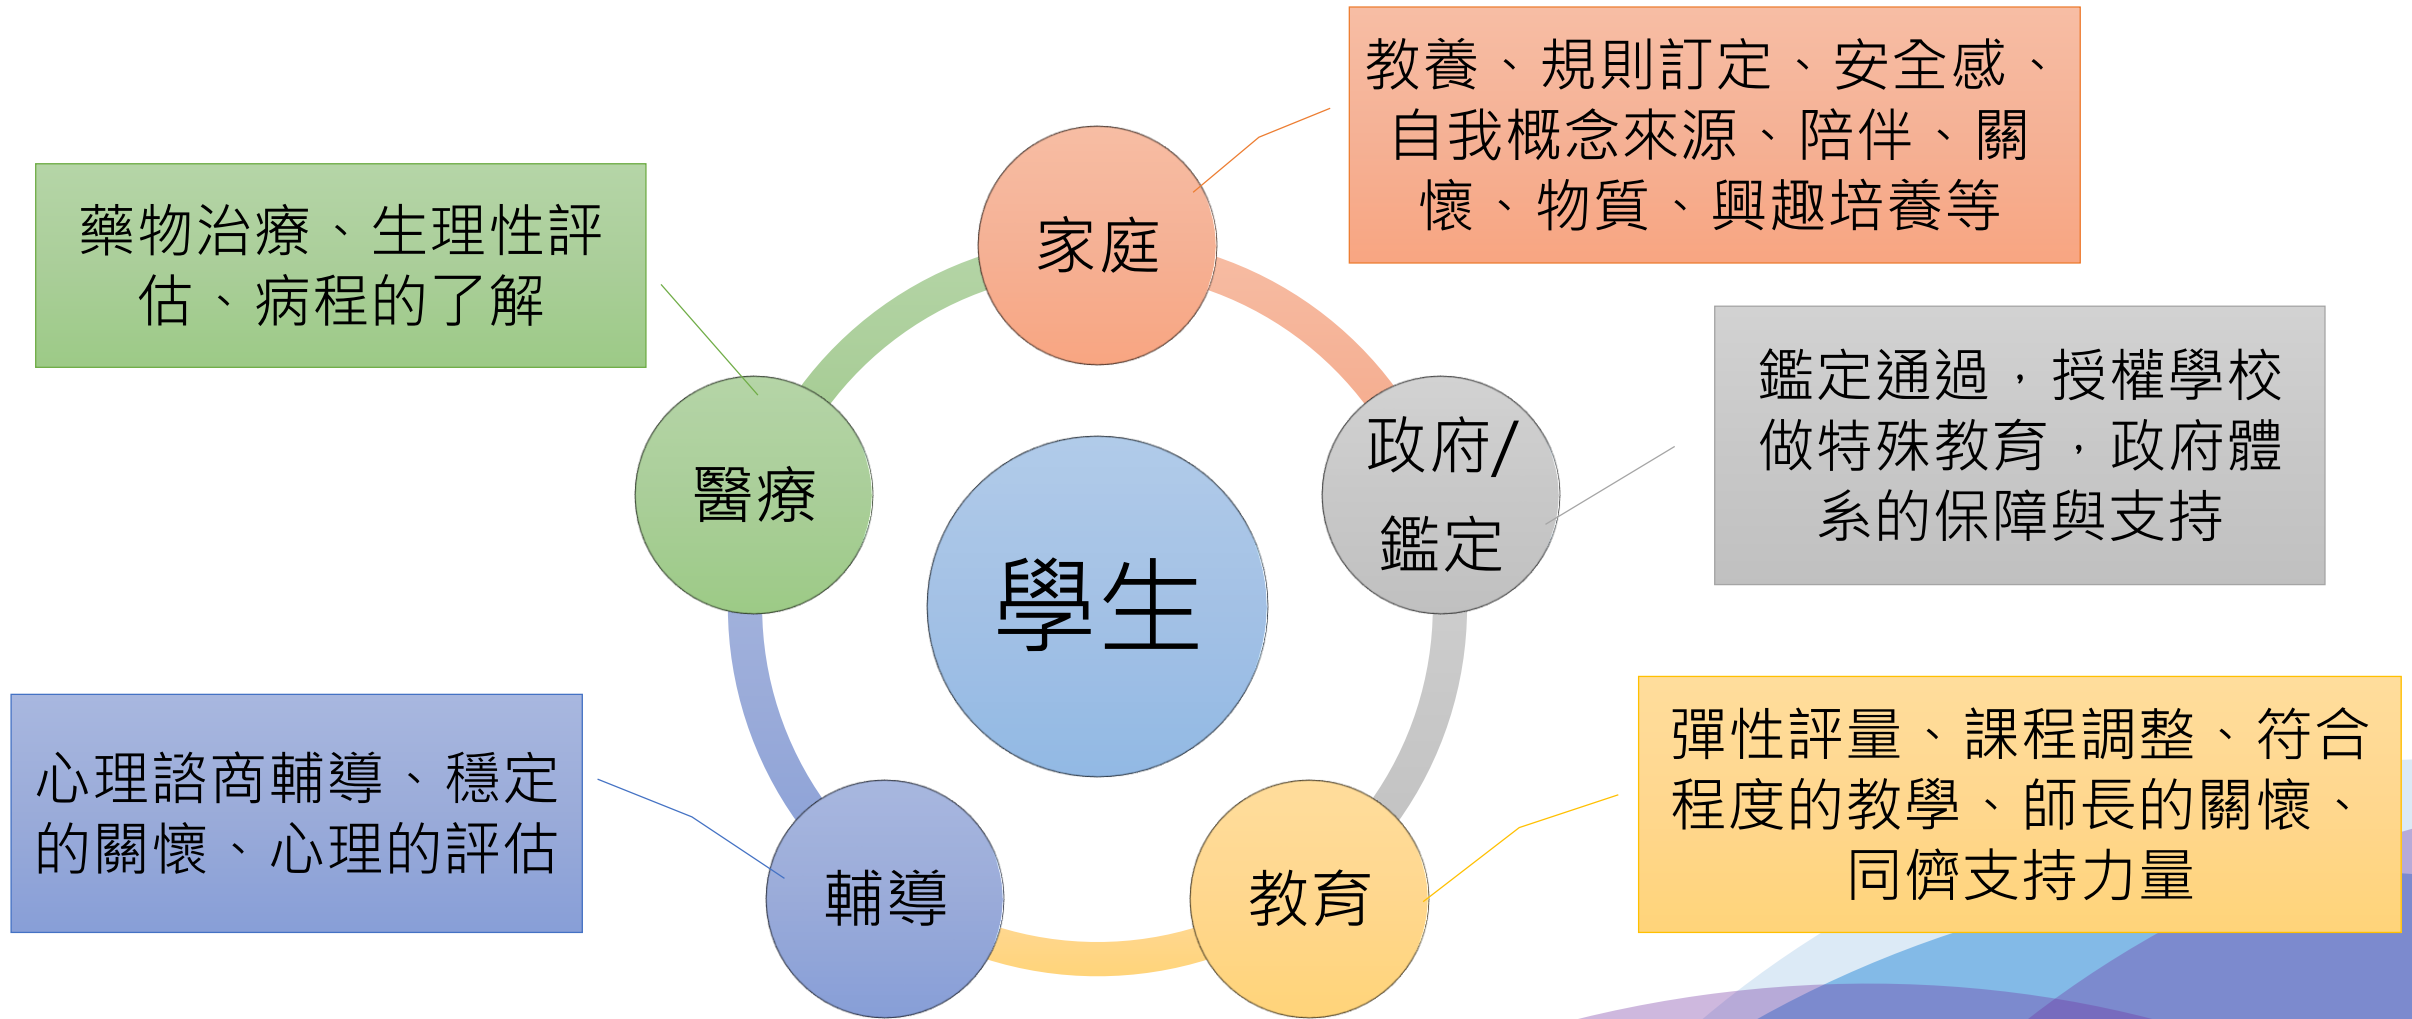 教養、規則訂定、安全感、
自我概念來源、陪伴、關
懷、物質、興趣培養等
藥物治療、生理性評
估、病程的了解
家庭
鑑定通過，授權學校
做特殊教育，政府體
系的保障與支持
醫療
政府/
鑑定
學生
心理諮商輔導、穩定
的關懷、心理的評估
彈性評量、課程調整、符合
程度的教學、師長的關懷、
同儕支持力量
輔導
教育